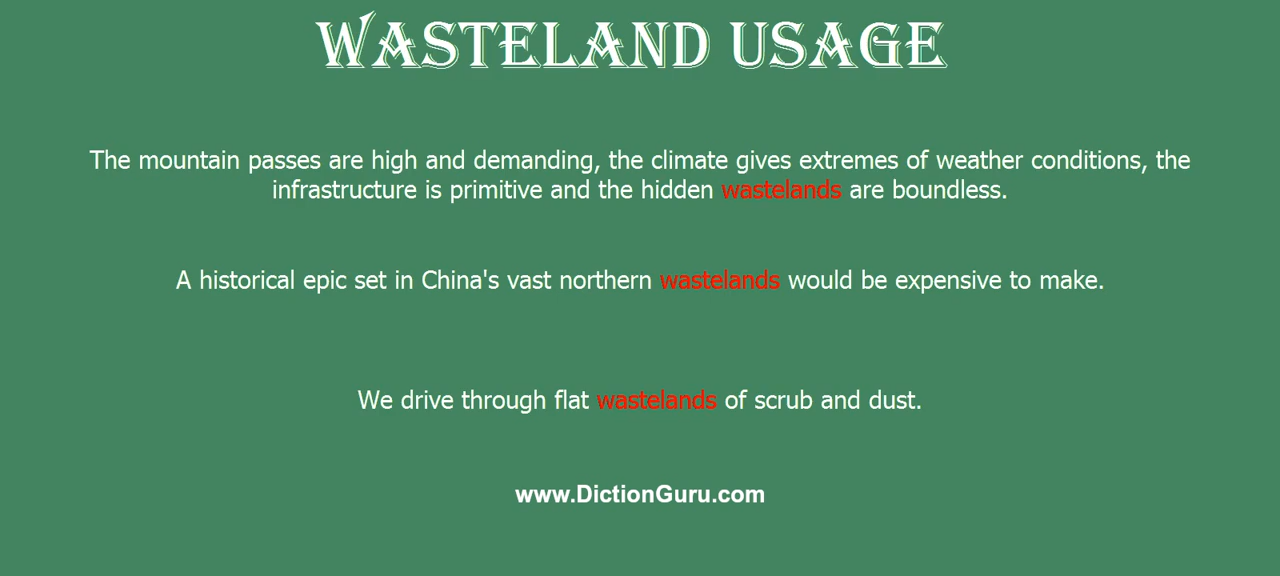 WASTELAND USAGE
The mountain passes are high and demanding, the climate gives extremes of weather conditions, the
infrastructure is primitive and the hidden wastelands are boundless.
A historical epic set in China's vast northern wastelands would be expensive to make.
We drive through flat wastelands of scrub and dust.
www.DictionGuru.com